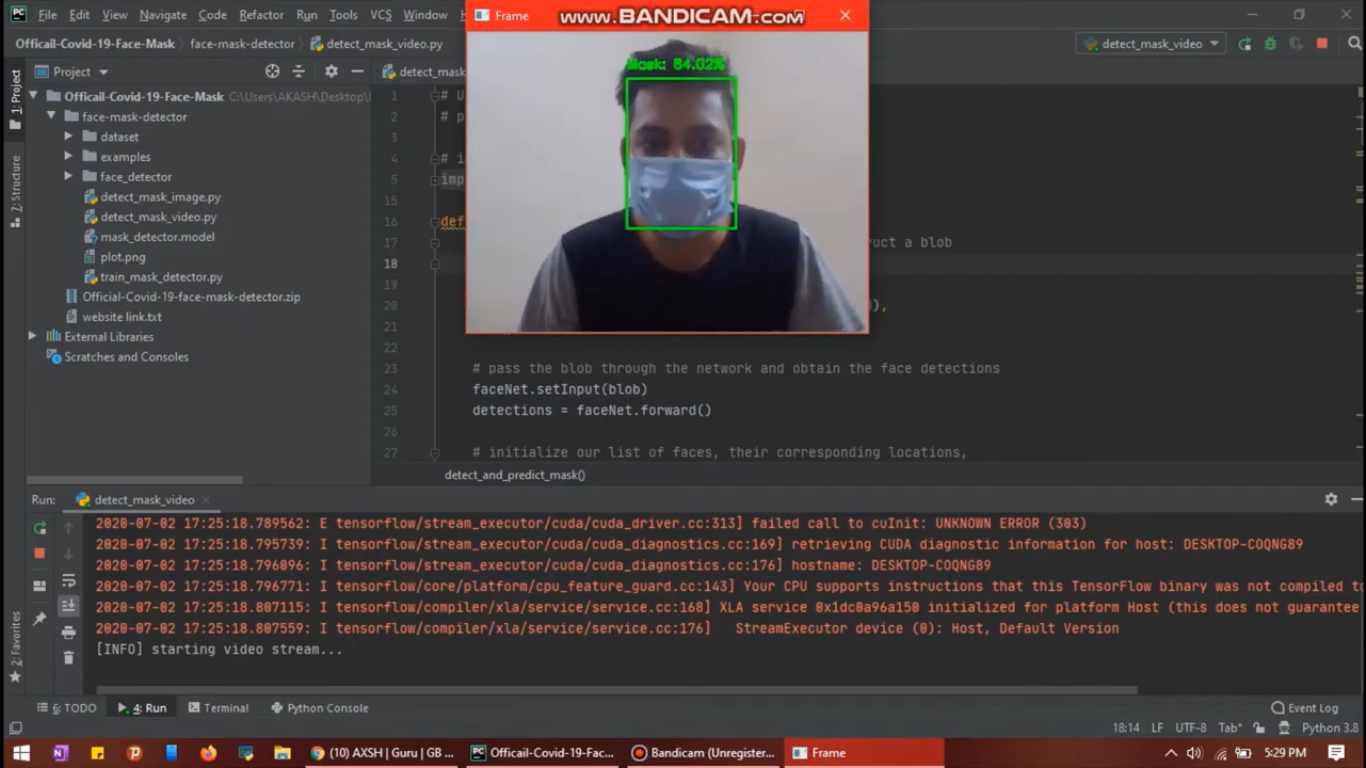 File Edit View Navigate Code Refactor Run Tools VCS Window
Frame www.BANDICAM.com
Officail-Covid-19-Face-Mask face-mask-detector detect_mask_video.py
detect_mask_video
Project
detect_mask
1: Project
Z: Structure
2: Favorites
Officail-Covid-19-Face-Mask C:\Users\AKASH\Desktop\
face-mask-detector
dataset
examples
face_detector
detect_mask_image.py
detect_mask_video.py
mask_detector.model
plot.png
train_mask_detector.py
Official-Covid-19-face-mask-detector.zip
website link.txt
External Libraries
Scratches and Consoles
Mask: 84.02%
1 # U
2 # p
3
4 # i
5 imp
15
16 def
17 ruct a blob
18
19
20 ),
21
22
23 # pass the blob through the network and obtain the face detections
24 faceNet.setInput(blob)
25 detections = faceNet.forward()
26
27 # initialize our list of faces, their corresponding locations,
detect_and_predict_mask()
Run: detect_mask_video
2020-07-02 17:25:18.789562: E tensorflow/stream_executor/cuda/cuda_driver.cc:313] failed call to cuInit: UNKNOWN ERROR (303)
2020-07-02 17:25:18.795739: I tensorflow/stream_executor/cuda/cuda_diagnostics.cc:169] retrieving CUDA diagnostic information for host: DESKTOP-COQNG89
2020-07-02 17:25:18.796096: I tensorflow/stream_executor/cuda/cuda_diagnostics.cc:176] hostname: DESKTOP-COQNG89
2020-07-02 17:25:18.796771: I tensorflow/core/platform/cpu_feature_guard.cc:143] Your CPU supports instructions that this TensorFlow binary was not compiled to
2020-07-02 17:25:18.807115: I tensorflow/compiler/xla/service/service.cc:168] XLA service 0x1dc0a96a150 initialized for platform Host (this does not guarantee
2020-07-02 17:25:18.807559: I tensorflow/compiler/xla/service/service.cc:176] StreamExecutor device (0): Host, Default Version
[INFO] starting video stream...
6: TODO 4: Run Terminal Python Console Event Log
18:14 LF UTF-8 Tab* Python 3.8
(10) AXSH | Guru | GB ... Officail-Covid-19-Fac... Bandicam (Unregister... Frame 5:29 PM